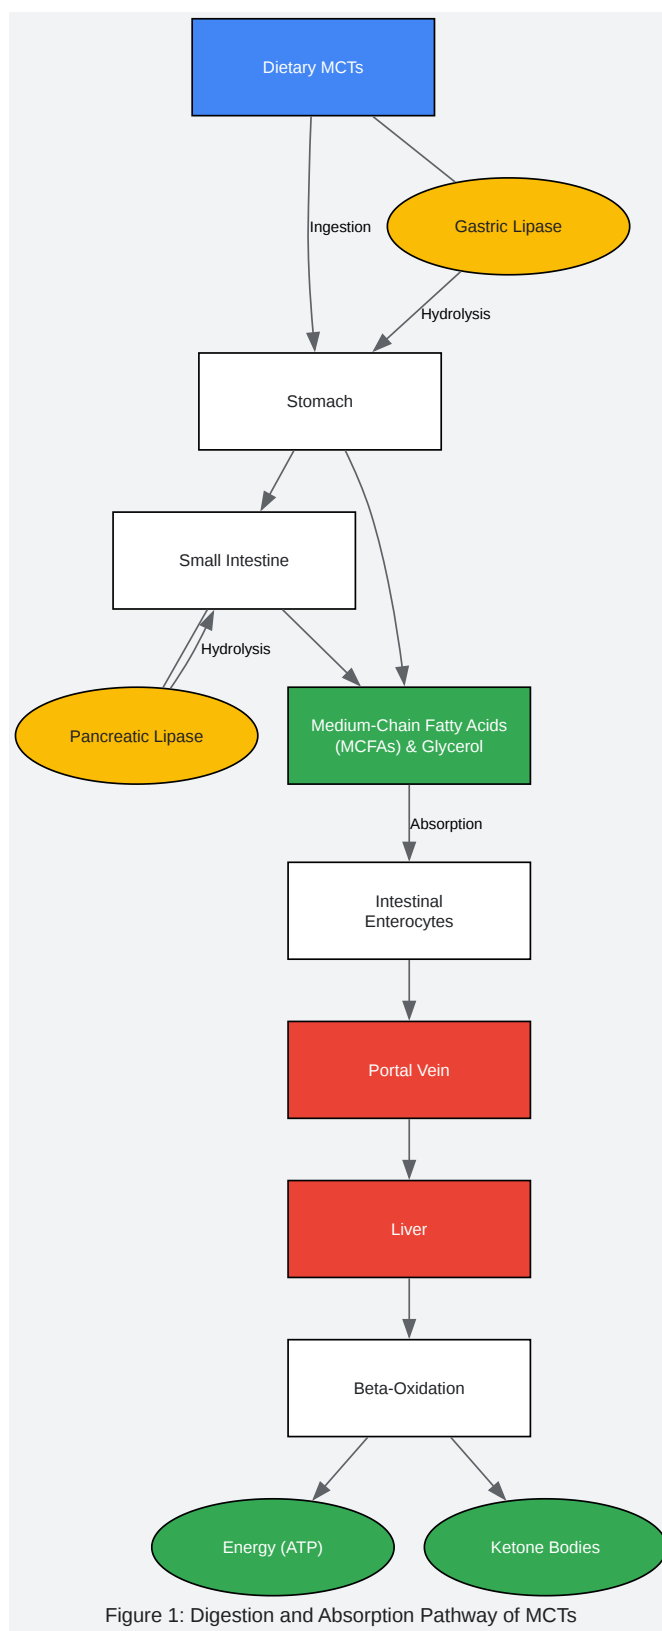 Dietary MCTs
Gastric Lipase
Ingestion
Hydrolysis
Stomach
Small Intestine
Hydrolysis
Pancreatic Lipase
Medium-Chain Fatty Acids
(MCFAs) & Glycerol
Absorption
Intestinal
Enterocytes
Portal Vein
Liver
Beta-Oxidation
Energy (ATP)
Ketone Bodies
Figure 1: Digestion and Absorption Pathway of MCTs